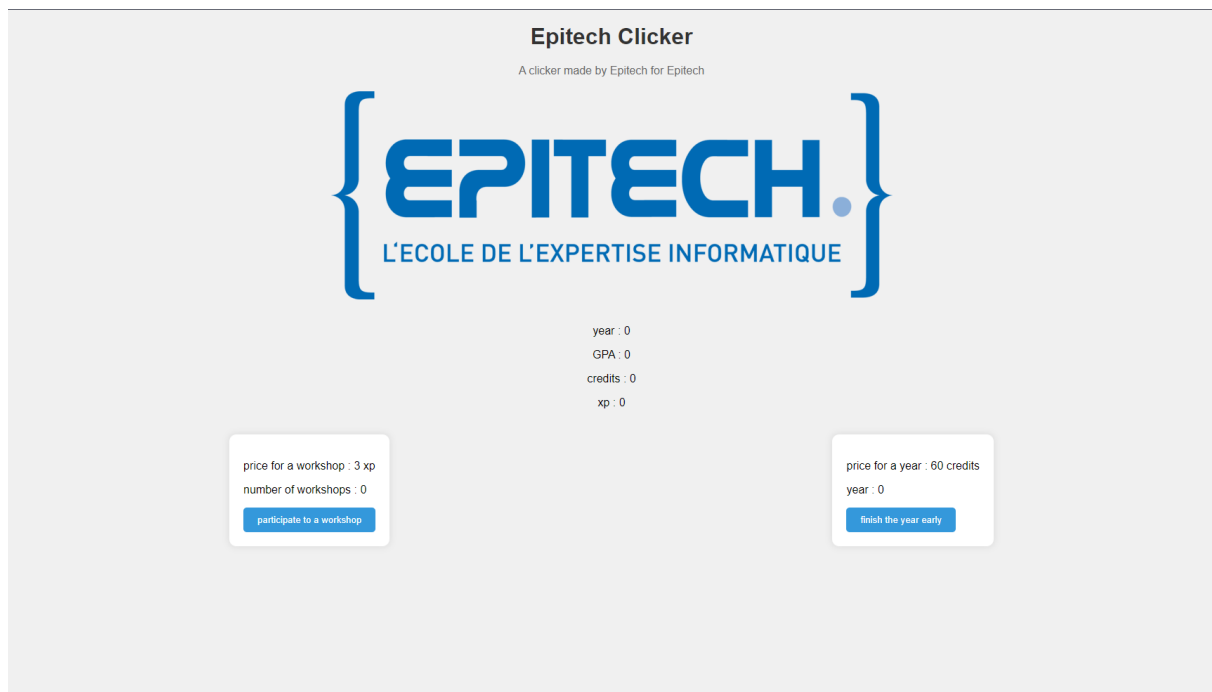 Epitech Clicker
A clicker made by Epitech for Epitech
{EPITECH.}
L'ECOLE DE L'EXPERTISE INFORMATIQUE
year : 0
GPA : 0
credits : 0
xp : 0
price for a workshop : 3 xp
number of workshops : 0
participate to a workshop
price for a year : 60 credits
year : 0
finish the year early